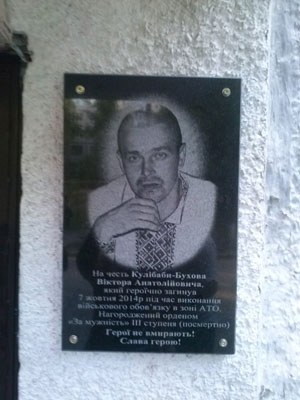 На честь Кулібаби-Бухова
Віктора Анатолійовича,
який героїчно загинув
7 жовтня 2014р під час виконання
військового обов'язку в зоні АТО.
Нагороджений орденом
«За мужність» III ступеня (посмертно)
Герої не вмирають!
Слава герою!